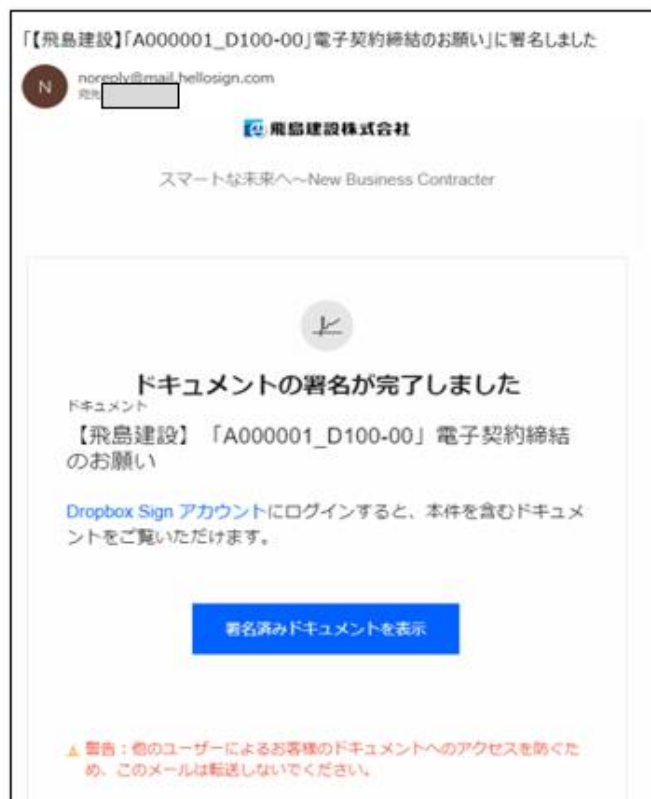 「【飛島建設】「A000001_D100-00」電子契約締結のお願い」に署名しました
N
noreply@mail.hellosign.com
宛先
飛島建設株式会社
スマートな未来へ～New Business Contracter
ドキュメントの署名が完了しました
ドキュメント
【飛島建設】「A000001_D100-00」電子契約締結
のお願い
Dropbox Sign アカウントにログインすると、本件を含むドキュメ
ントをご覧いただけます。
署名済みドキュメントを表示
警告：他のユーザーによるお客様のドキュメントへのアクセスを防ぐた
め、このメールは転送しないでください。